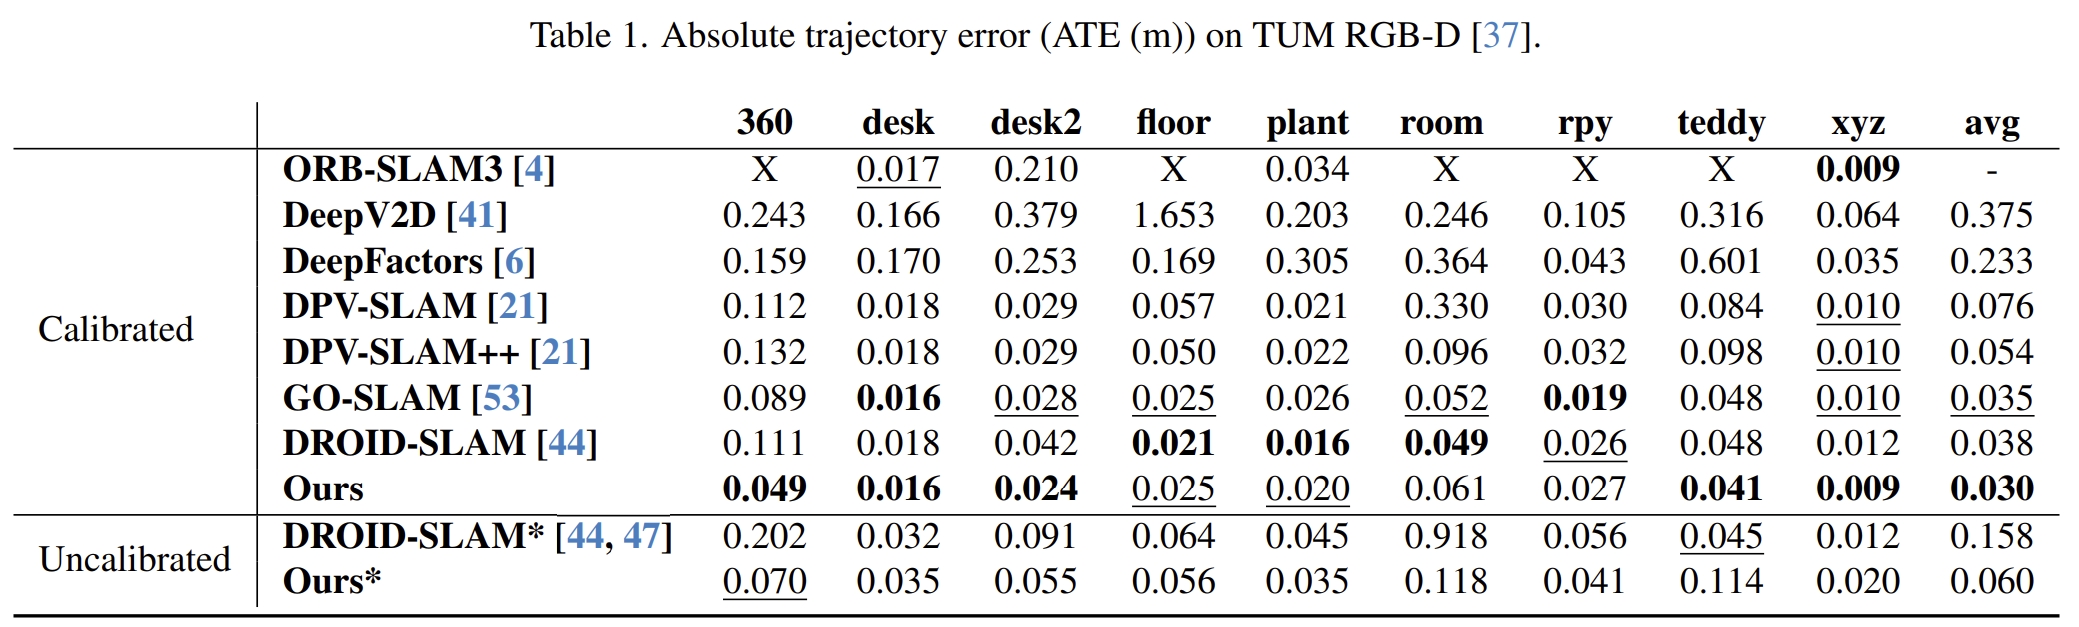 Table 1. Absolute trajectory error (ATE (m)) on TUM RGB-D [37].
360 desk desk2 floor plant room rpy teddy xyz avg
Calibrated
ORB-SLAM3 [4] X 0.017 0.210 X 0.034 X X X 0.009 -
DeepV2D [41] 0.243 0.166 0.379 1.653 0.203 0.246 0.105 0.316 0.064 0.375
DeepFactors [6] 0.159 0.170 0.253 0.169 0.305 0.364 0.043 0.601 0.035 0.233
DPV-SLAM [21] 0.112 0.018 0.029 0.057 0.021 0.330 0.030 0.084 0.010 0.076
DPV-SLAM++ [21] 0.132 0.018 0.029 0.050 0.022 0.096 0.032 0.098 0.010 0.054
GO-SLAM [53] 0.089 0.016 0.028 0.025 0.026 0.052 0.019 0.048 0.010 0.035
DROID-SLAM [44] 0.111 0.018 0.042 0.021 0.016 0.049 0.026 0.048 0.012 0.038
Ours 0.049 0.016 0.024 0.025 0.020 0.061 0.027 0.041 0.009 0.030
Uncalibrated
DROID-SLAM* [44, 47] 0.202 0.032 0.091 0.064 0.045 0.918 0.056 0.045 0.012 0.158
Ours* 0.070 0.035 0.055 0.056 0.035 0.118 0.041 0.114 0.020 0.060